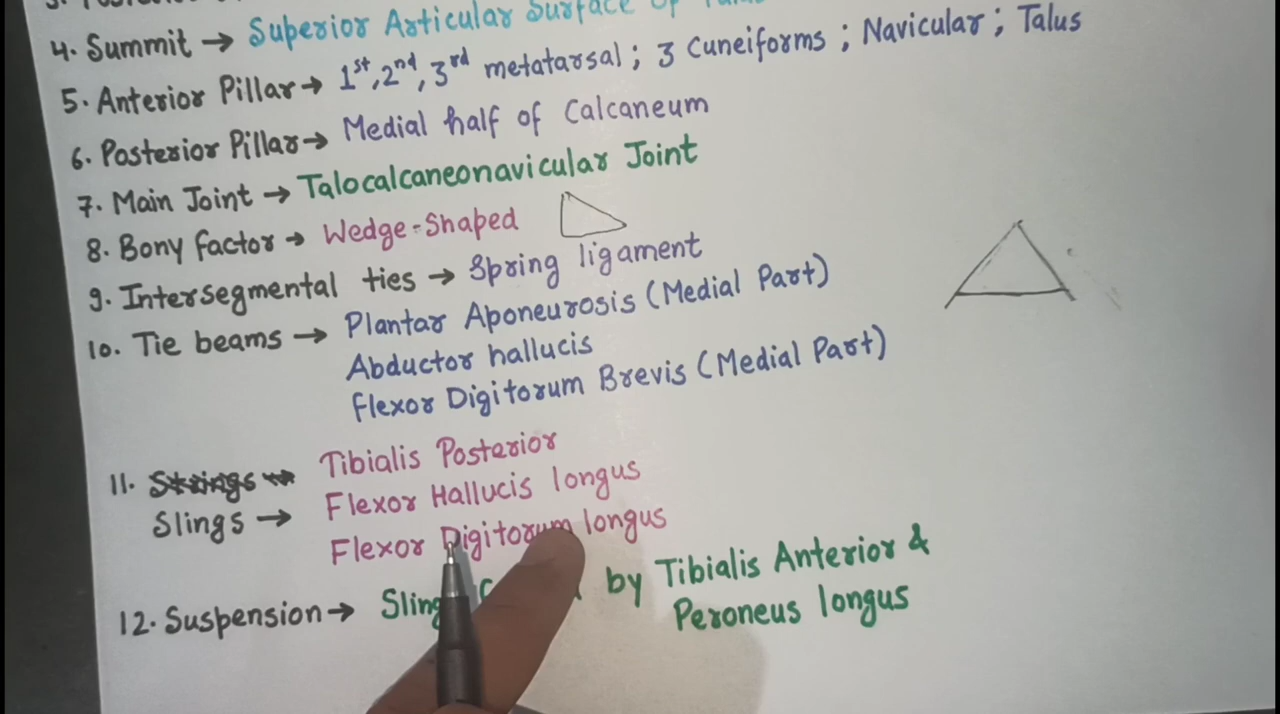 4. Summit → Superior Articular Surface of
5. Anterior Pillar → 1st, 2nd, 3rd metatarsal ; 3 Cuneiforms ; Navicular ; Talus
6. Posterior Pillar → Medial half of Calcaneum
7. Main Joint → Talocalcaneonavicular Joint
8. Bony factor → Wedge-Shaped
9. Intersegmental ties → Spring ligament
10. Tie beams → Plantar Aponeurosis (Medial Part)
Abductor hallucis
Flexor Digitorum Brevis (Medial Part)
11. Slings → Tibialis Posterior
Flexor Hallucis longus
Flexor Digitorum longus
12. Suspension → by Tibialis Anterior &
Peroneus longus